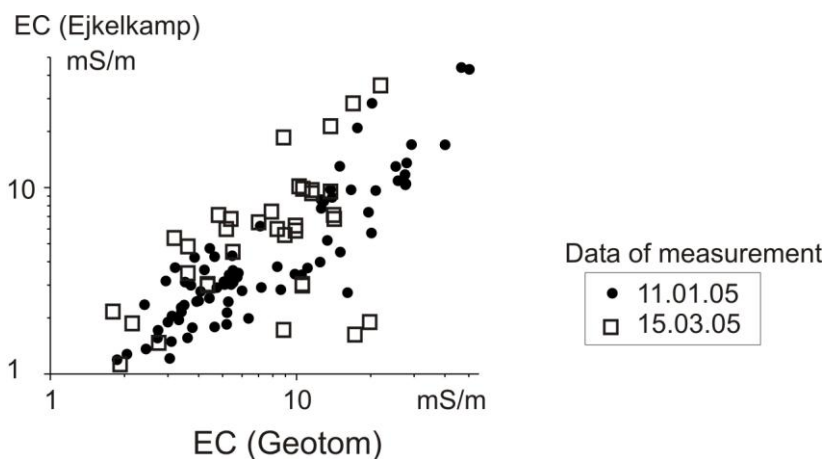 EC (Ejkelkamp)
mS/m
10
1
1
10
mS/m
EC (Geotom)
Data of measurement
11.01.05
15.03.05